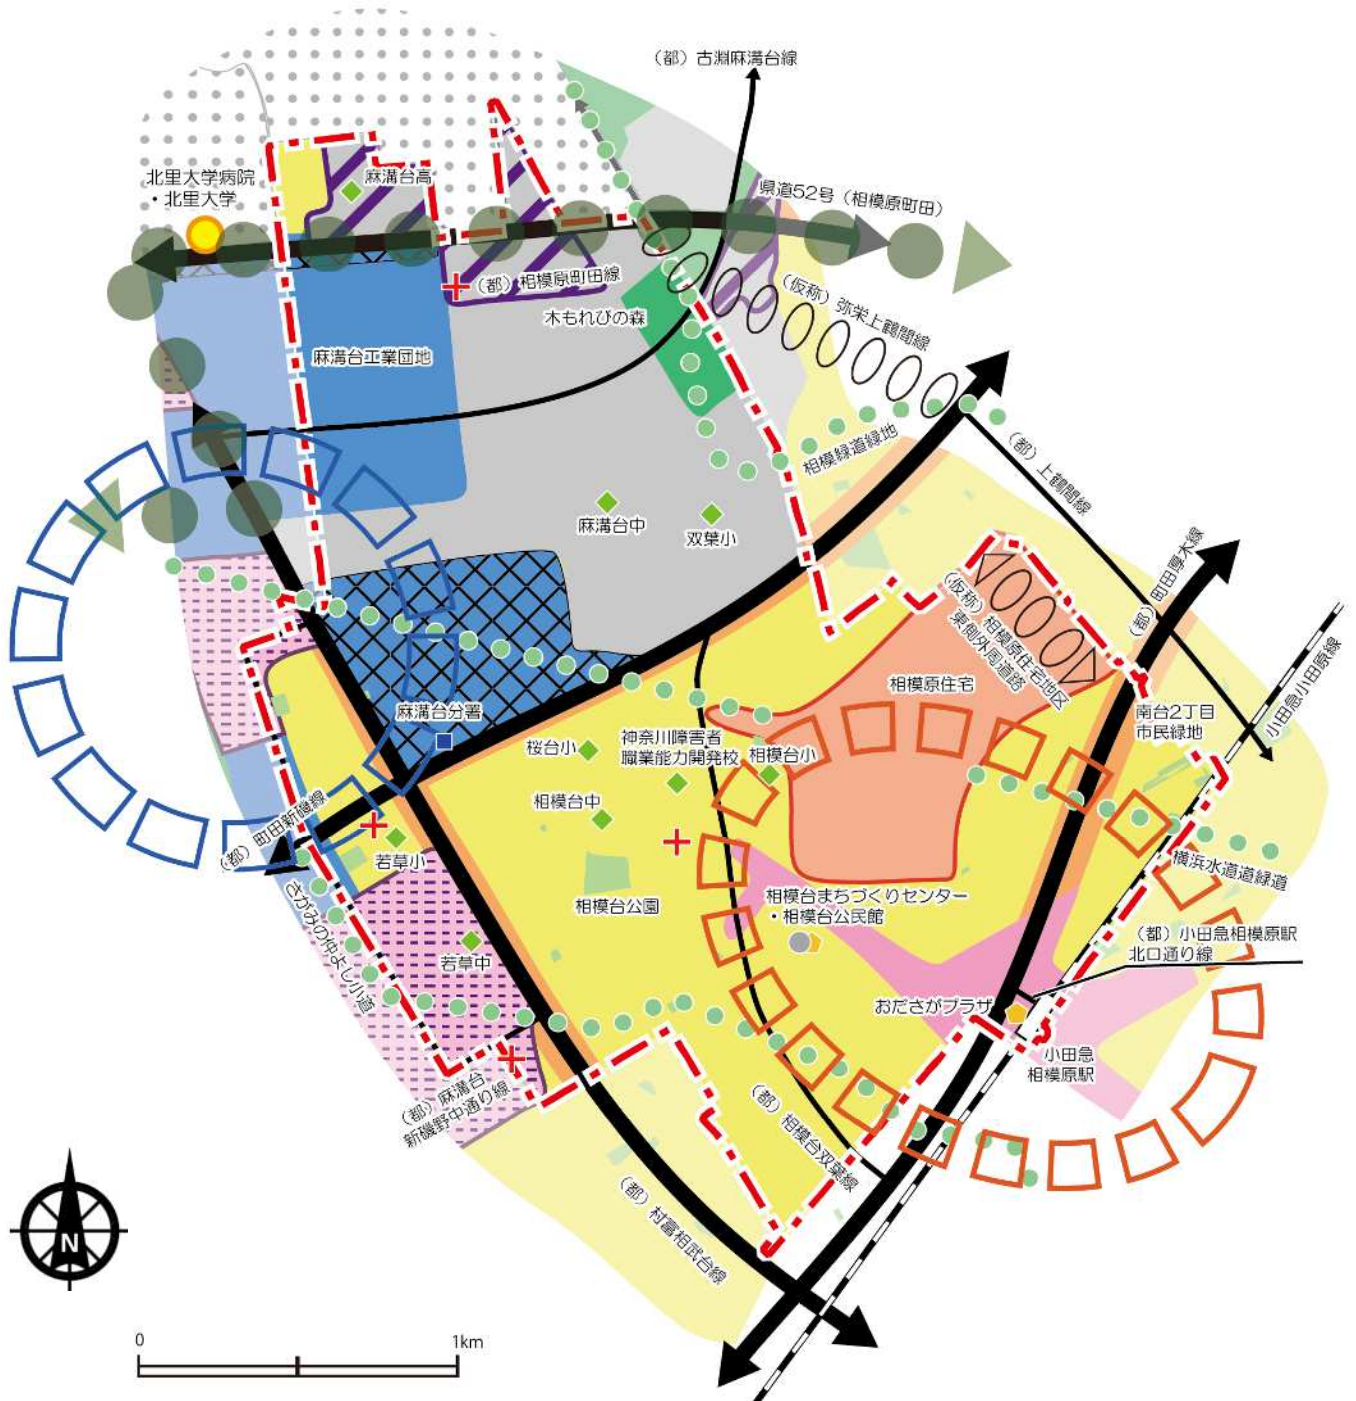 （都）古淵麻溝台線
北里大学病院
・北里大学
麻溝台高
県道52号（相模原町田）
（都）相模原町田線
（仮称）弥栄上鶴間線
木もれびの森
麻溝台工業団地
相模緑道緑地
（都）上鶴間線
麻溝台中
双葉小
（都）町田厚木線
（仮称）相模原住宅地区
東側外周道路
小田急小田原線
相模原住宅
南台2丁目
市民緑地
麻溝台分署
桜台小
神奈川障害者
職業能力開発校
相模台小
相模台中
（都）町田新磯線
若草小
横浜水道道緑道
さがみの仲よし小道
相模台公園
相模台まちづくりセンター
・相模台公民館
若草中
（都）小田急相模原駅
北口通り線
おださがプラザ
小田急
相模原駅
（都）麻溝台
新磯野中通り線
（都）相模台双葉線
（都）村富相武台線
N
0
1km